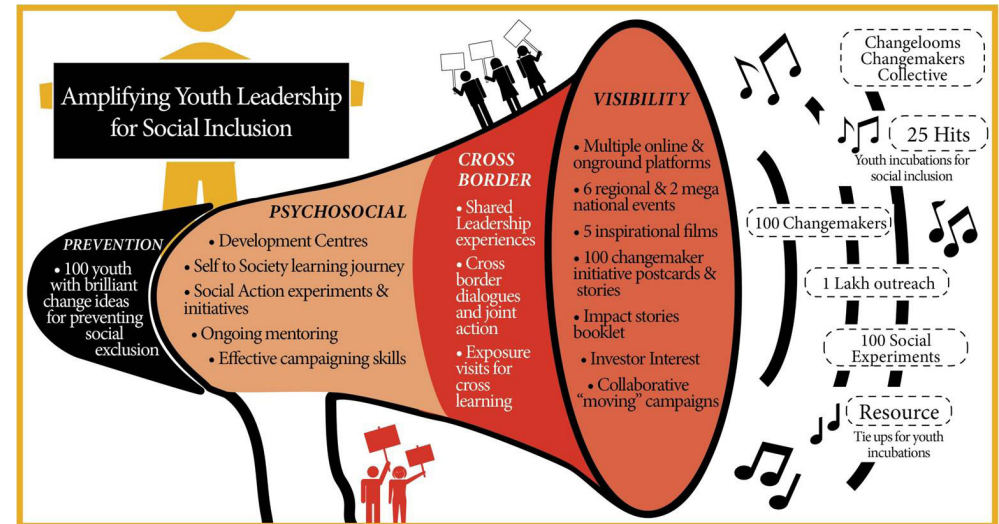 Amplifying Youth Leadership
for Social Inclusion
PREVENTION
• 100 youth
with brilliant
change ideas
for preventing
social
exclusion
PSYCHOSOCIAL
• Development Centres
• Self to Society learning journey
• Social Action experiments &
initiatives
• Ongoing mentoring
• Effective campaigning skills
CROSS
BORDER
• Shared
Leadership
experiences
• Cross
border
dialogues
and joint
action
• Exposure
visits for
cross
learning
VISIBILITY
• Multiple online &
onground platforms
• 6 regional & 2 mega
national events
• 5 inspirational films
• 100 changemaker
initiative postcards &
stories
• Impact stories
booklet
• Investor Interest
• Collaborative
“moving” campaigns
Changelooms
Changemakers
Collective
25 Hits
Youth incubations for
social inclusion
100 Changemakers
1 Lakh outreach
100 Social
Experiments
Resource
Tie ups for youth
incubations